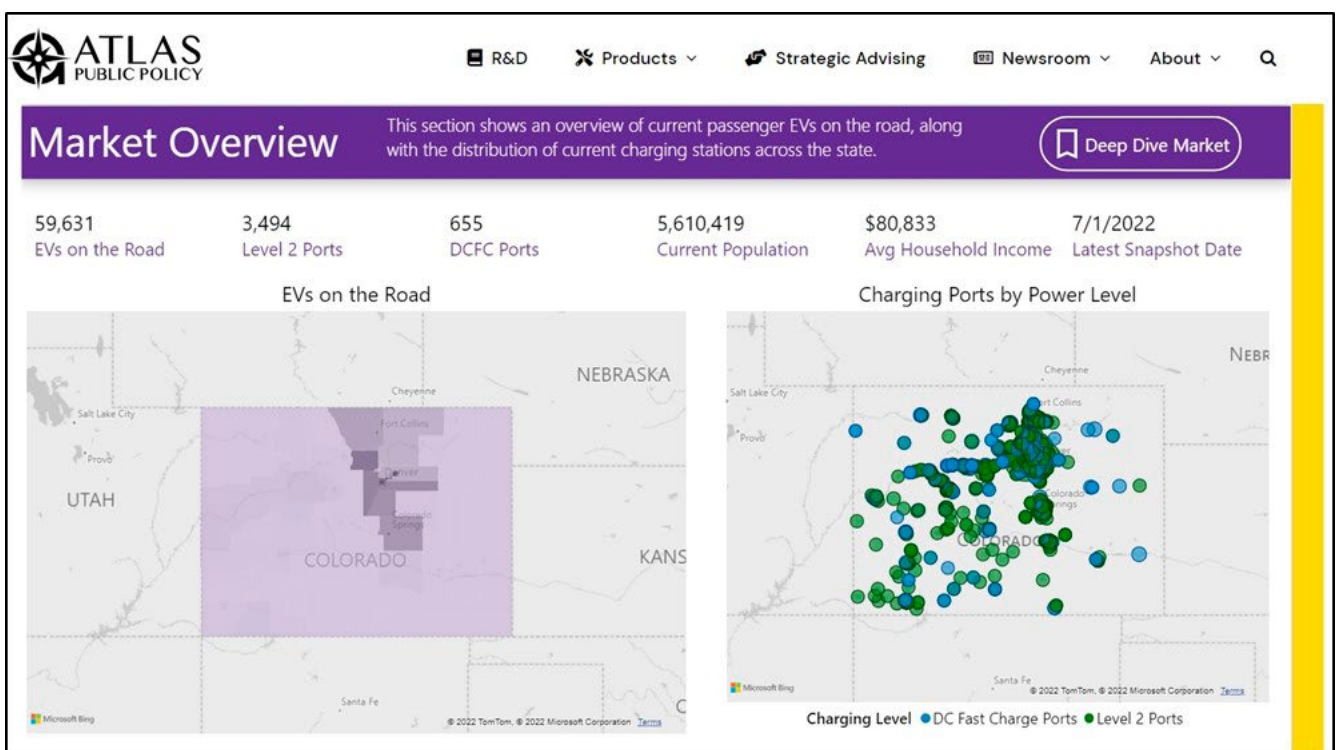 ATLAS
PUBLIC POLICY
R&D
Products
Strategic Advising
Newsroom
About
Market Overview
This section shows an overview of current passenger EVs on the road, along
with the distribution of current charging stations across the state.
Deep Dive Market
59,631
EVs on the Road
3,494
Level 2 Ports
655
DCFC Ports
5,610,419
Current Population
$80,833
Avg Household Income
7/1/2022
Latest Snapshot Date
EVs on the Road
NEBRASKA
Cheyenne
Salt Lake City
Fort Collins
Provo
Denver
UTAH
Colorado
Springs
COLORADO
KANS
Santa Fe
Microsoft Bing
© 2022 TomTom, © 2022 Microsoft Corporation Terms
Charging Ports by Power Level
NEBR
Cheyenne
Salt Lake City
ort Collins
Provo
Colorado
rings
COLORADO
Santa Fe
Microsoft Bing
© 2022 TomTom, © 2022 Microsoft Corporation Terms
Charging Level DC Fast Charge Ports Level 2 Ports